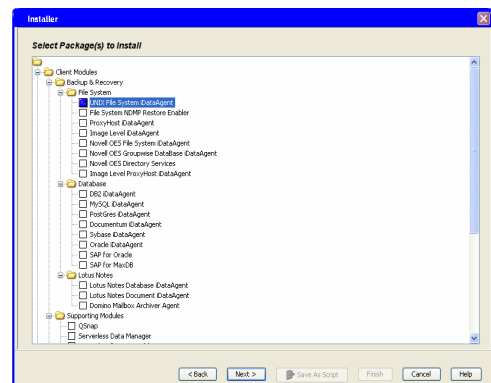 Installer
Select Package(s) to Install
Client Modules
Backup & Recovery
File System
UNIX File System iDataAgent
File System NDMP Restore Enabler
ProxyHost iDataAgent
Image Level iDataAgent
Novell OES File System iDataAgent
Novell OES Groupwise DataBase iDataAgent
Novell OES Directory Services
Image Level ProxyHost iDataAgent
Database
DB2 iDataAgent
MySQL iDataAgent
PostGres iDataAgent
Documentum iDataAgent
Sybase iDataAgent
Oracle iDataAgent
SAP for Oracle
SAP for MaxDB
Lotus Notes
Lotus Notes Database iDataAgent
Lotus Notes Document iDataAgent
Domino Mailbox Archiver Agent
Supporting Modules
QSnap
Serverless Data Manager
< Back Next > Save As Script Finish Cancel Help